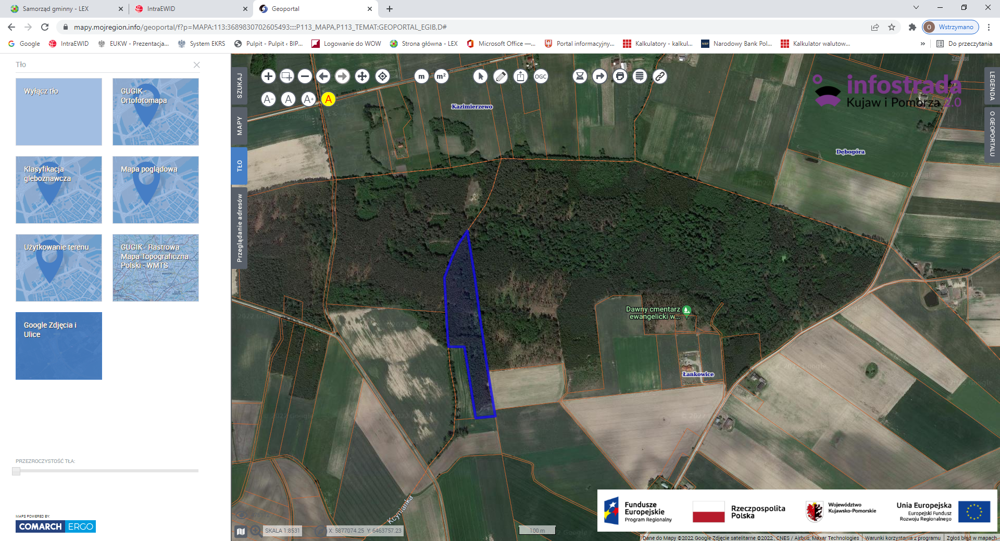 Samorząd gminny - LEX
IntraEWID
Geoportal
mapy.mojregion.info/geoportal/f?p=MAPA:113:3689830702605493::::P113_MAPA,P113_TEMAT:GEOPORTAL_EGIB,D#
O
Wstrzymano
Google
IntraEWID
EUKW - Prezentacja...
System EKRS
Pulpit - Pulpit ‹ BIP...
Logowanie do WOW
Strona główna - LEX
Microsoft Office —...
Portal informacyjny...
Kalkulatory - kalkul...
NBP
Narodowy Bank Pol...
Kalkulator walutow...
»
Do przeczytania
Tło
Wyłącz tło
GUGIK -
Ortofotomapa
Klasyfikacja
gleboznawcza
Mapa poglądowa
Użytkowanie terenu
GUGIK - Rastrowa
Mapa Topograficzna
Polski - WMTS
Google Zdjęcia i
Ulice
PRZEZROCZYSTOŚĆ TŁA:
MAPS POWERED BY:
COMARCH ERGO
SZUKAJ
MAPY
TŁO
Przeglądanie adresów
m
m²
OGC
A-
A
A+
A
Zaloguj
infostrada
Kujaw i Pomorza 2.0
LEGENDA
O GEOPORTALU
Kazimierzewo
Dębogóra
Dawny cmentarz
ewangelicki w...
Łankowice
Kcynianka
SKALA 1:8531
X: 5877074.25 Y: 6463757.23
100 m
Fundusze
Europejskie
Program Regionalny
Rzeczpospolita
Polska
Województwo
Kujawsko-Pomorskie
Unia Europejska
Europejski Fundusz
Rozwoju Regionalnego
Dane do Mapy ©2022 Google Zdjęcie satelitarne ©2022 , CNES / Airbus, Maxar Technologies
Warunki korzystania z programu
Zgłoś błąd w mapach